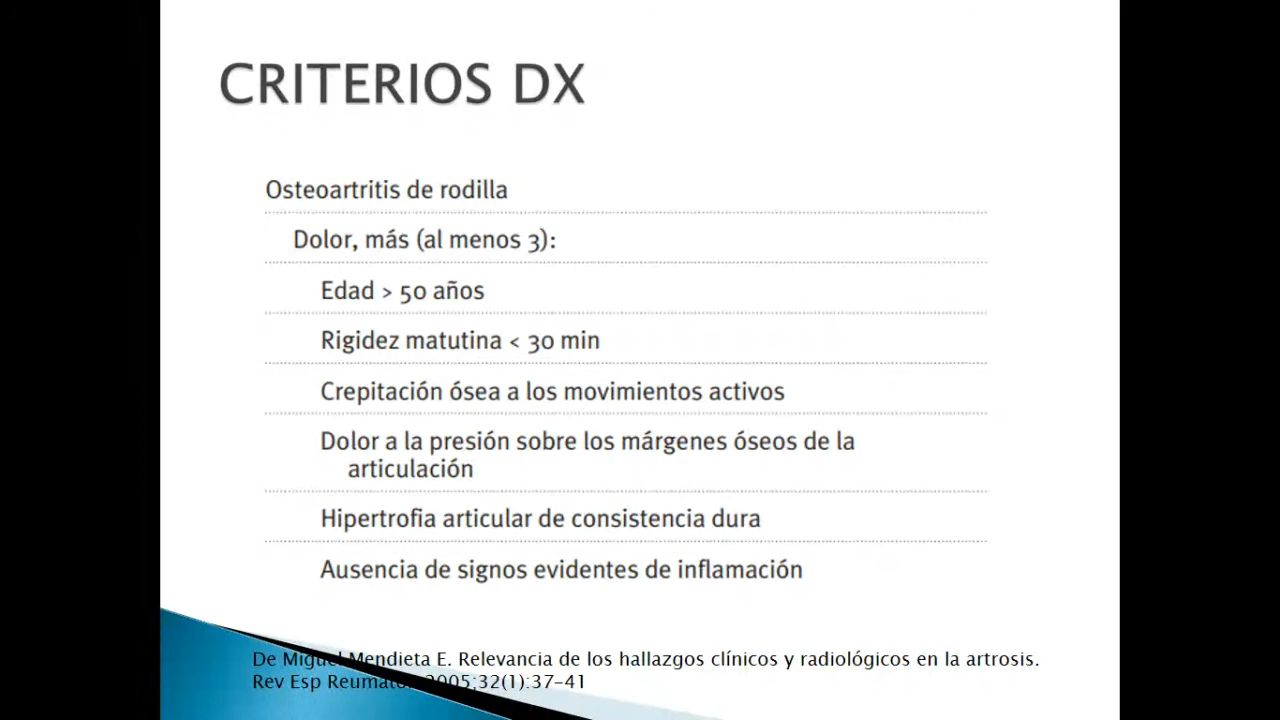 CRITERIOS DX
Osteoartritis de rodilla
Dolor, más (al menos 3):
Edad > 50 años
Rigidez matutina < 30 min
Crepitación ósea a los movimientos activos
Dolor a la presión sobre los márgenes óseos de la
articulación
Hipertrofia articular de consistencia dura
Ausencia de signos evidentes de inflamación
De Miguel Mendieta E. Relevancia de los hallazgos clínicos y radiológicos en la artrosis.
Rev Esp Reumatol 2005;32(1):37-41